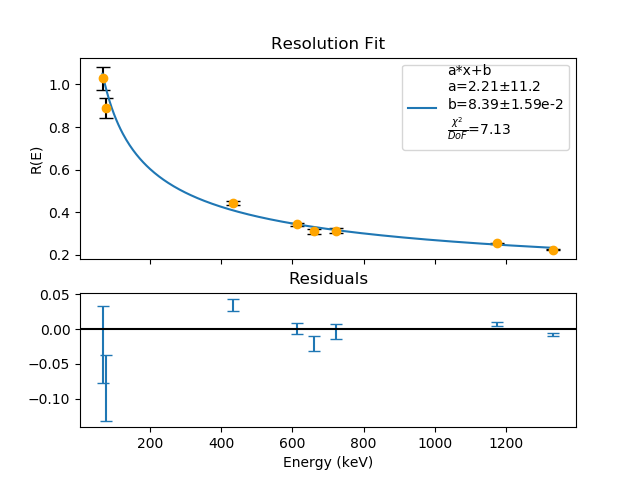 Resolution Fit
a*x+b
a=2.21±11.2
b=8.39±1.59e-2
χ²/DoF=7.13
R(E)
1.0
0.8
0.6
0.4
0.2
Residuals
0.05
0.00
−0.05
−0.10
200 400 600 800 1000 1200
Energy (keV)